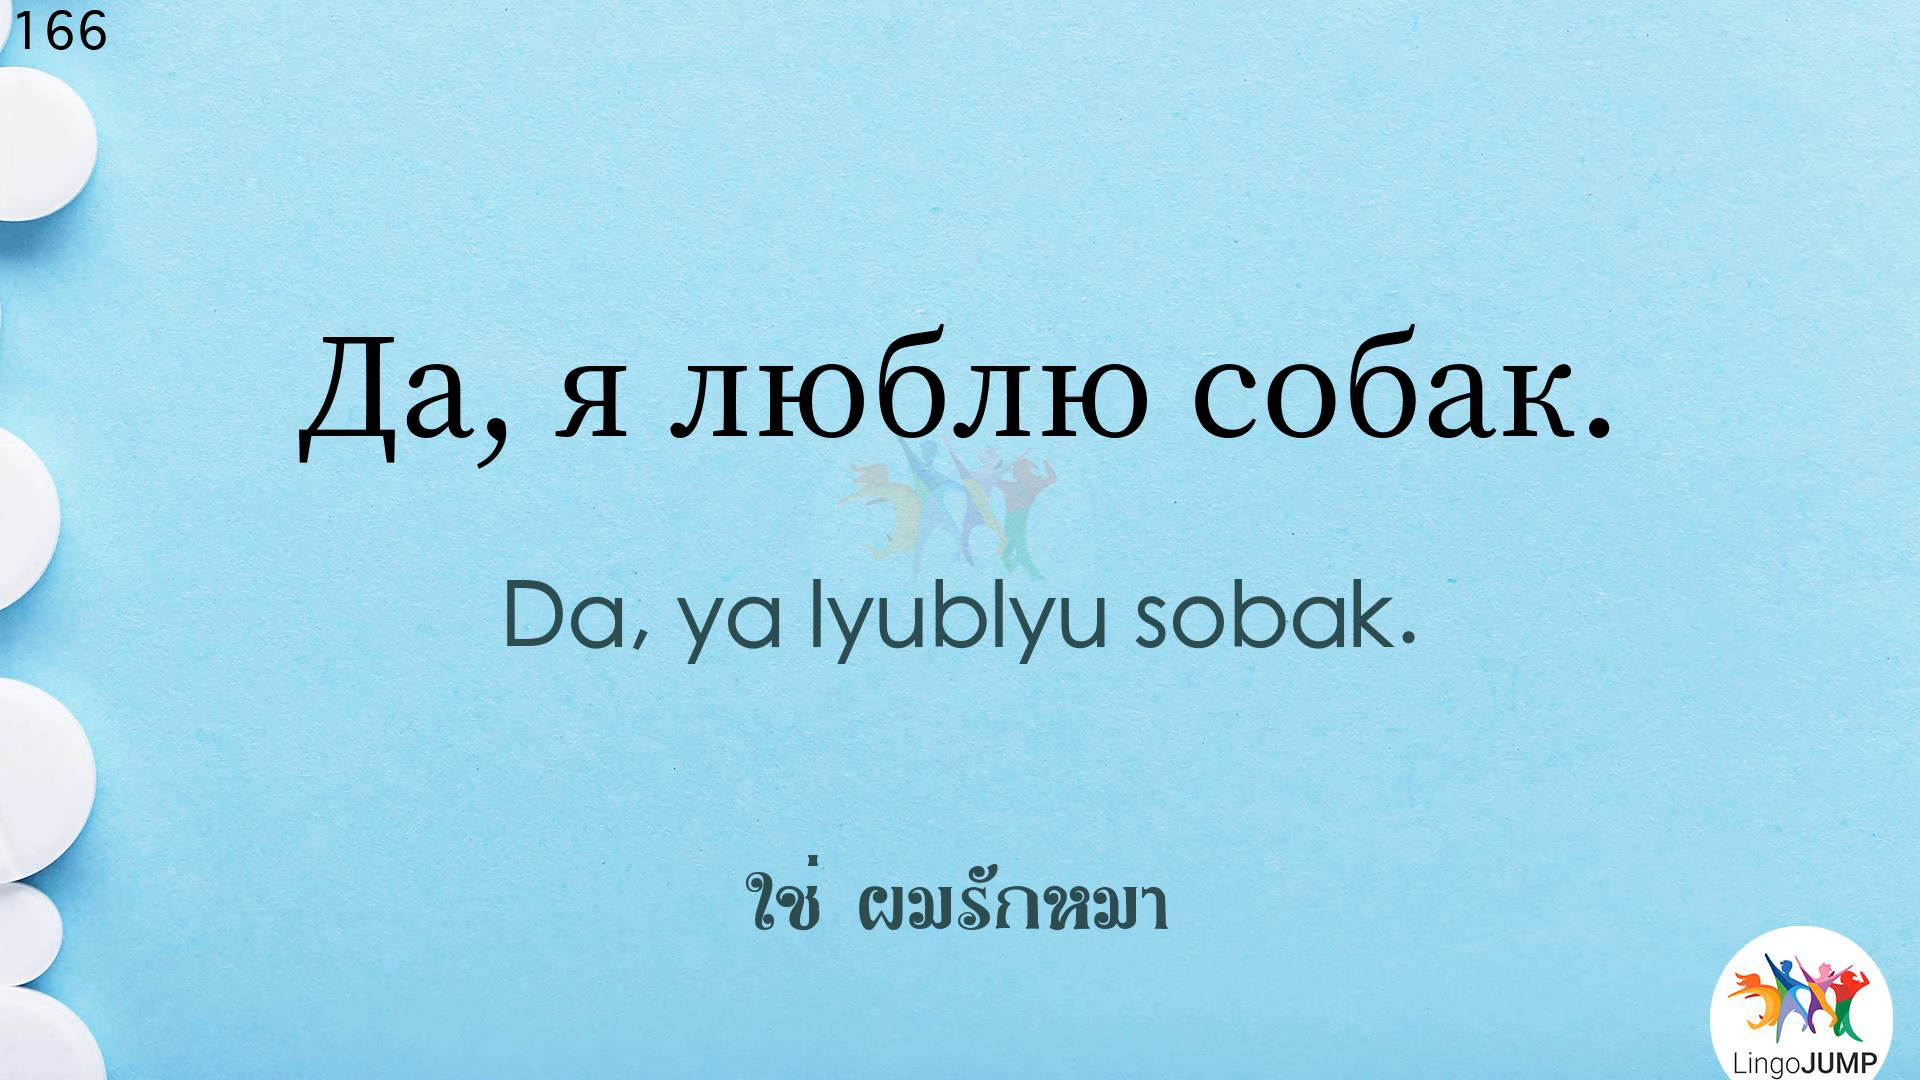 166
Да, я люблю собак.
Da, ya lyublyu sobak.
ใช่ ผมรักหมา
LingoJUMP